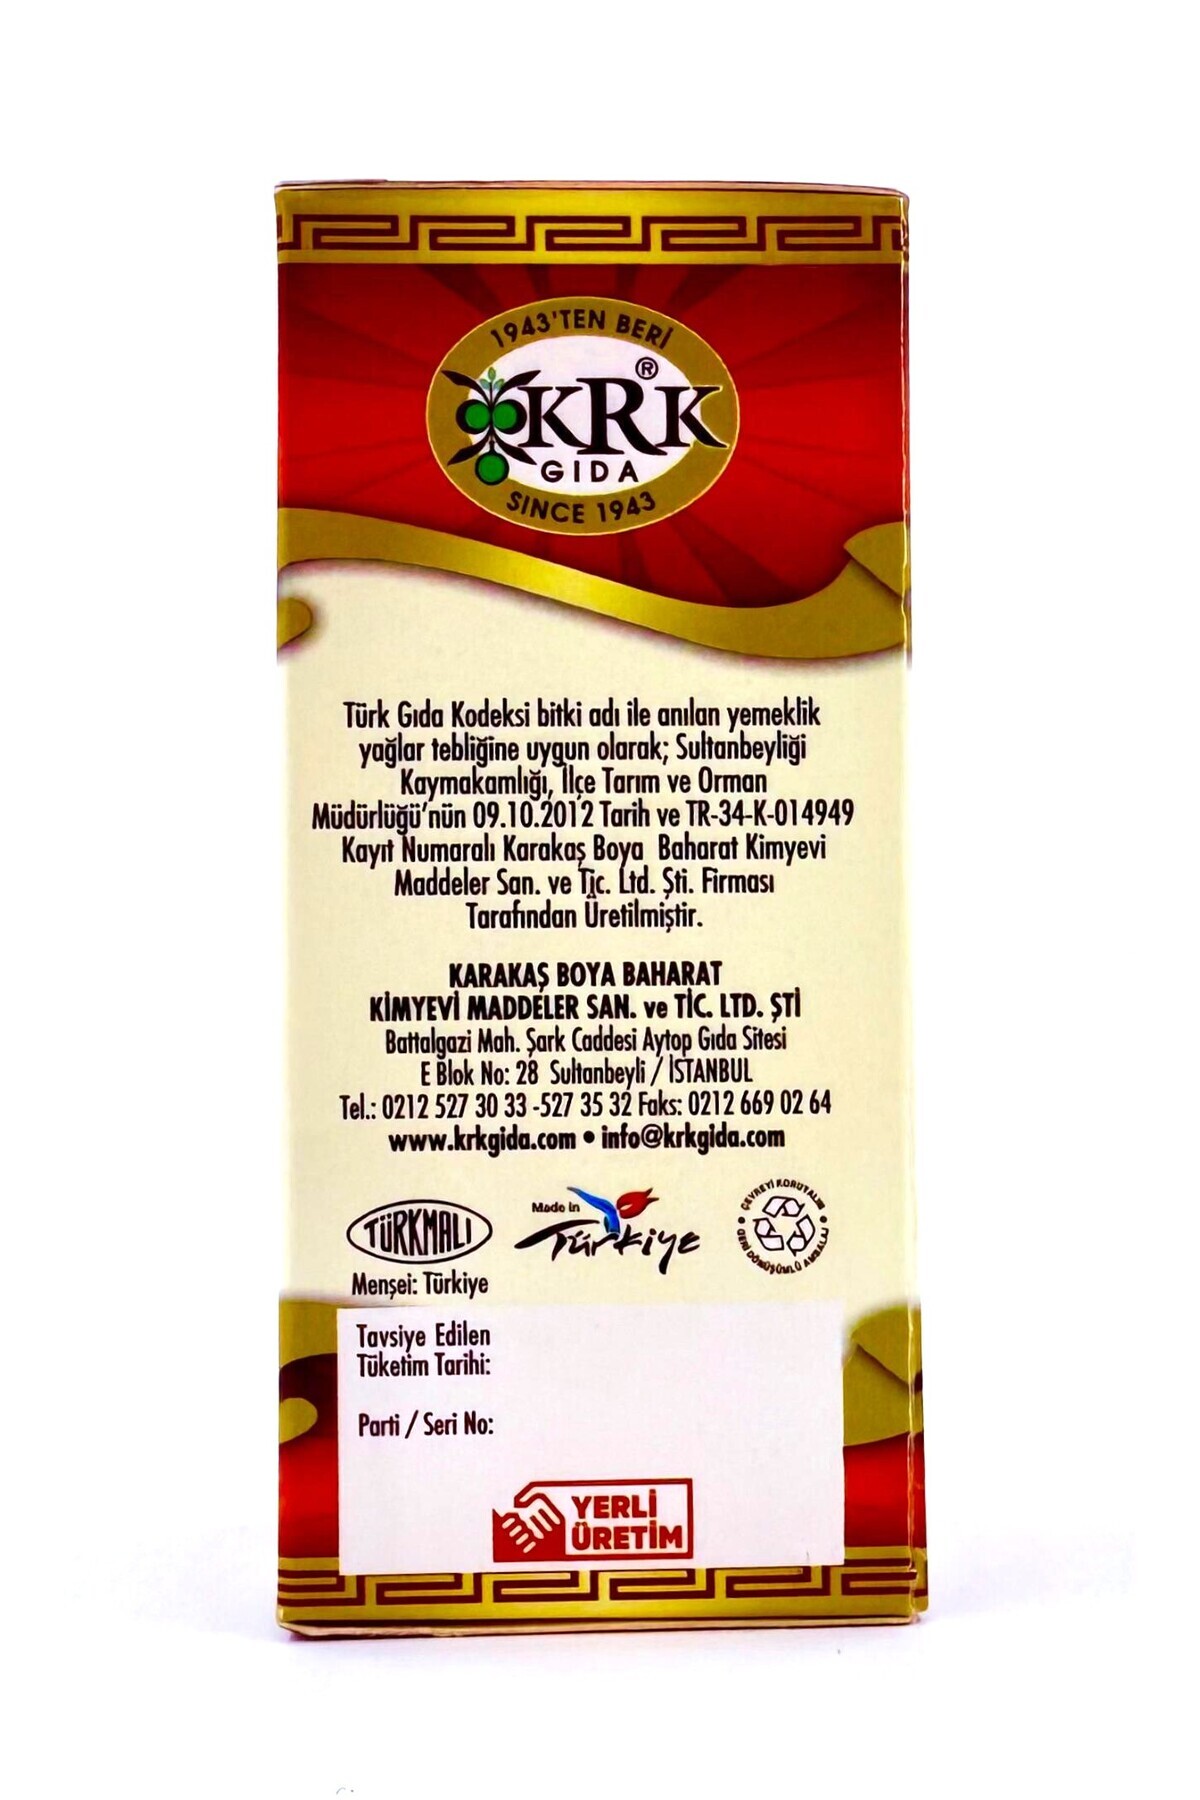 1943'TEN BERİ
KRK®
GIDA
SINCE 1943
Türk Gıda Kodeksi bitki adı ile anılan yemeklik
yağlar tebliğine uygun olarak; Sultanbeyliği
Kaymakamlığı, İlçe Tarım ve Orman
Müdürlüğü'nün 09.10.2012 Tarih ve TR-34-K-014949
Kayıt Numaralı Karakaş Boya Baharat Kimyevi
Maddeler San. ve Tic. Ltd. Şti. Firması
Tarafından Üretilmiştir.
KARAKAŞ BOYA BAHARAT
KİMYEVİ MADDELER SAN. ve TİC. LTD. ŞTİ
Battalgazi Mah. Şark Caddesi Aytop Gıda Sitesi
E Blok No: 28 Sultanbeyli / İSTANBUL
Tel.: 0212 527 30 33 -527 35 32 Faks: 0212 669 02 64
www.krkgida.com • info@krkgida.com
TÜRKMALI
Menşei: Türkiye
Made in
Türkiye
ÇEVREYİ KORUYALIM
GERİ DÖNÜŞÜMLÜ AMBALAJ
Tavsiye Edilen
Tüketim Tarihi:
Parti / Seri No:
YERLİ
ÜRETİM